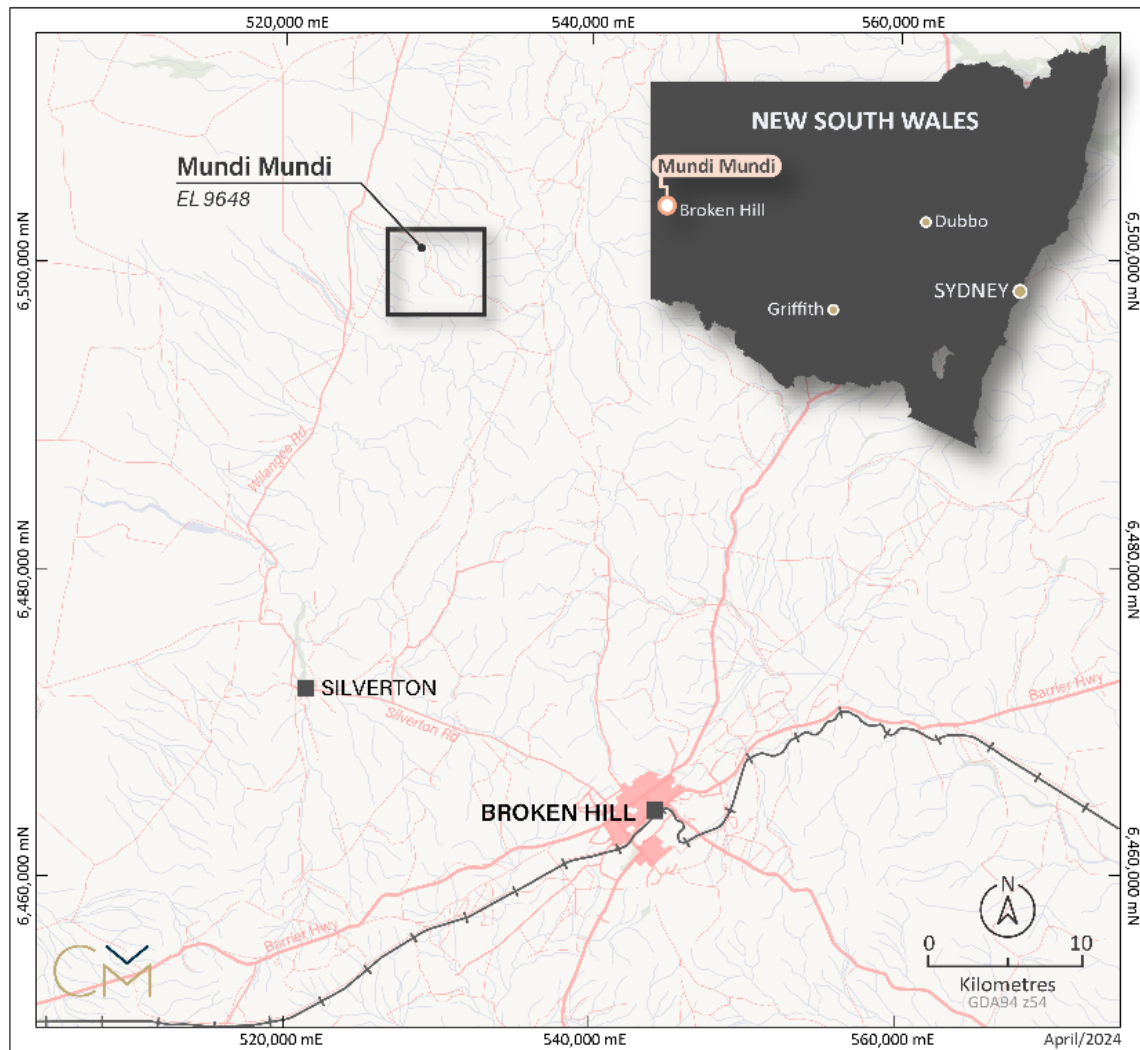 520,000 mE
540,000 mE
560,000 mE
NEW SOUTH WALES
Mundi Mundi
EL 9648
Mundi Mundi
Broken Hill
Dubbo
6,500,000 mN
6,500,000 mN
SYDNEY
Griffith
Wilangee Rd
6,480,000 mN
6,480,000 mN
SILVERTON
Silverton Rd
Barrier Hwy
BROKEN HILL
6,460,000 mN
6,460,000 mN
N
Barrier Hwy
0 10
CM
Kilometres
GDA94 z54
520,000 mE
540,000 mE
560,000 mE
April/2024